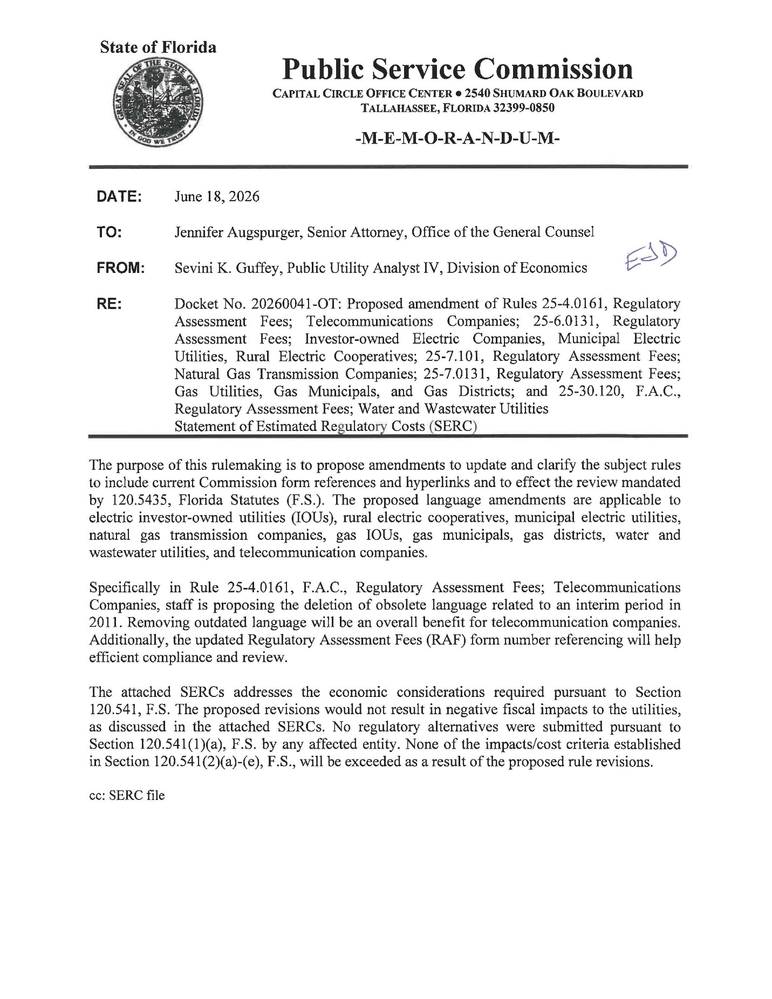 State of Florida
GREAT SEAL OF THE STATE OF FLORIDA
IN GOD WE TRUST
Public Service Commission
CAPITAL CIRCLE OFFICE CENTER ● 2540 SHUMARD OAK BOULEVARD
TALLAHASSEE, FLORIDA 32399-0850
-M-E-M-O-R-A-N-D-U-M-
DATE: June 18, 2026
TO: Jennifer Augspurger, Senior Attorney, Office of the General Counsel
EJD
FROM: Sevini K. Guffey, Public Utility Analyst IV, Division of Economics
RE: Docket No. 20260041-OT: Proposed amendment of Rules 25-4.0161, Regulatory
Assessment Fees; Telecommunications Companies; 25-6.0131, Regulatory
Assessment Fees; Investor-owned Electric Companies, Municipal Electric
Utilities, Rural Electric Cooperatives; 25-7.101, Regulatory Assessment Fees;
Natural Gas Transmission Companies; 25-7.0131, Regulatory Assessment Fees;
Gas Utilities, Gas Municipals, and Gas Districts; and 25-30.120, F.A.C.,
Regulatory Assessment Fees; Water and Wastewater Utilities
Statement of Estimated Regulatory Costs (SERC)
The purpose of this rulemaking is to propose amendments to update and clarify the subject rules
to include current Commission form references and hyperlinks and to effect the review mandated
by 120.5435, Florida Statutes (F.S.). The proposed language amendments are applicable to
electric investor-owned utilities (IOUs), rural electric cooperatives, municipal electric utilities,
natural gas transmission companies, gas IOUs, gas municipals, gas districts, water and
wastewater utilities, and telecommunication companies.
Specifically in Rule 25-4.0161, F.A.C., Regulatory Assessment Fees; Telecommunications
Companies, staff is proposing the deletion of obsolete language related to an interim period in
2011. Removing outdated language will be an overall benefit for telecommunication companies.
Additionally, the updated Regulatory Assessment Fees (RAF) form number referencing will help
efficient compliance and review.
The attached SERCs addresses the economic considerations required pursuant to Section
120.541, F.S. The proposed revisions would not result in negative fiscal impacts to the utilities,
as discussed in the attached SERCs. No regulatory alternatives were submitted pursuant to
Section 120.541(1)(a), F.S. by any affected entity. None of the impacts/cost criteria established
in Section 120.541(2)(a)-(e), F.S., will be exceeded as a result of the proposed rule revisions.
cc: SERC file